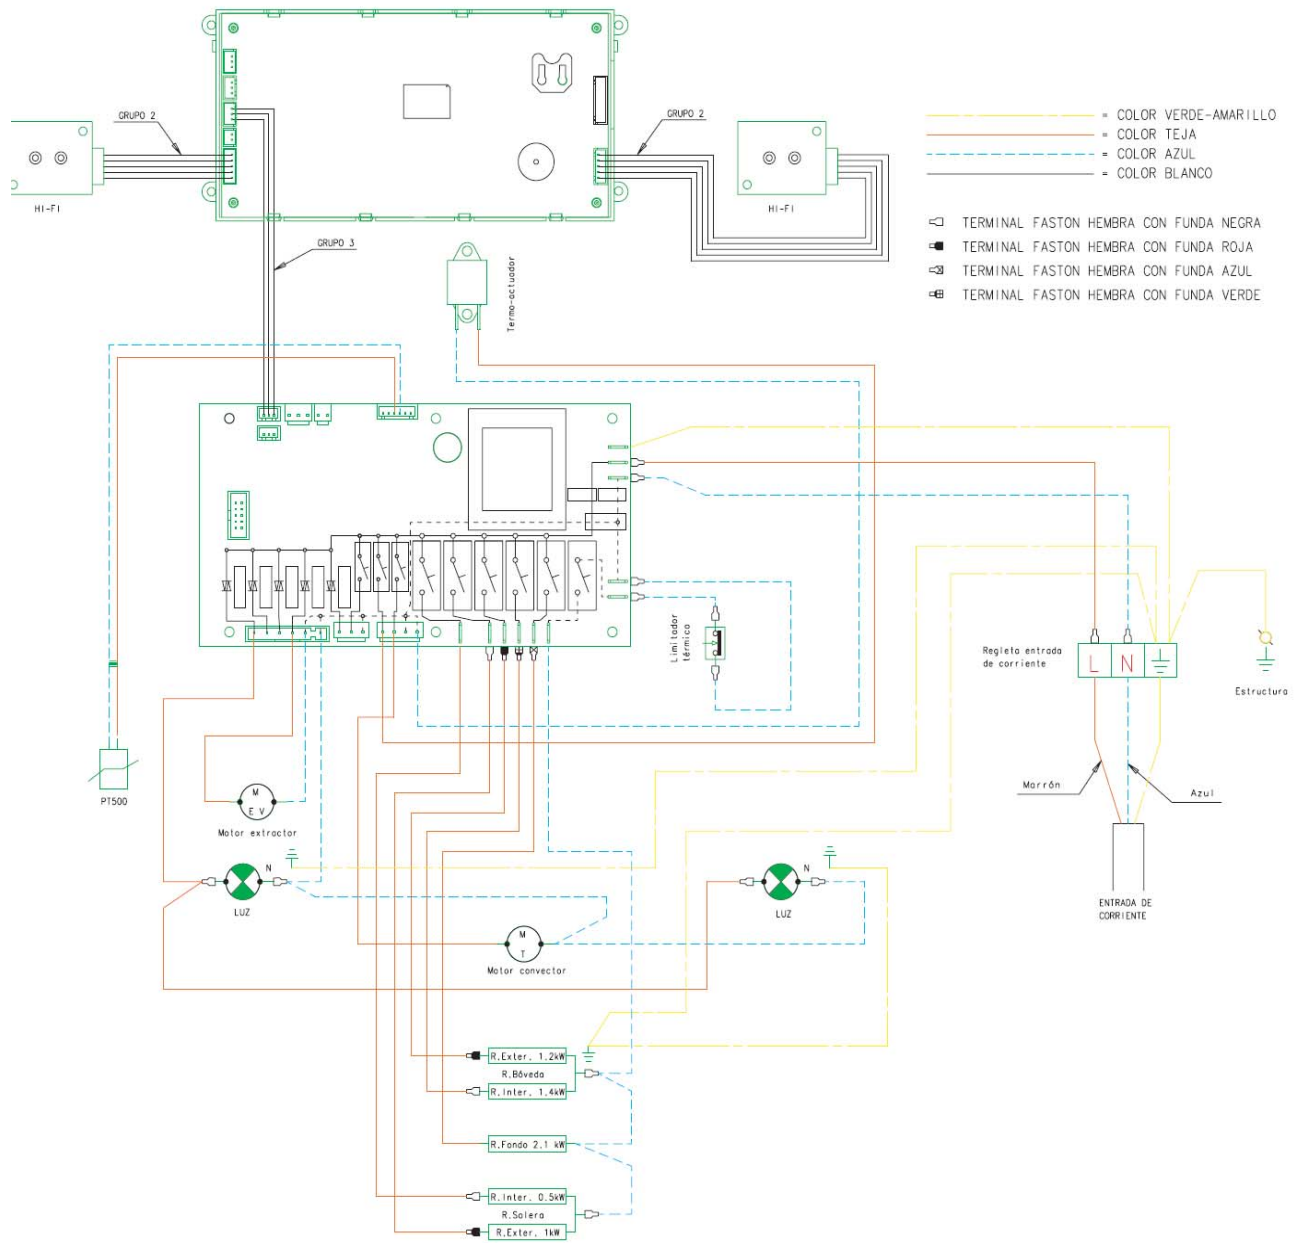 GRUPO 2
GRUPO 2
= COLOR VERDE-AMARILLO
= COLOR TEJA
= COLOR AZUL
= COLOR BLANCO
HI-FI
HI-FI
TERMINAL FASTON HEMBRA CON FUNDA NEGRA
TERMINAL FASTON HEMBRA CON FUNDA ROJA
TERMINAL FASTON HEMBRA CON FUNDA AZUL
TERMINAL FASTON HEMBRA CON FUNDA VERDE
GRUPO 3
Termo-actuador
Limitador
térmico
Regleta entrada
de corriente
L N
Estructura
Marrón
Azul
PT500
M
E V
Motor extractor
N
LUZ
N
LUZ
ENTRADA DE
CORRIENTE
M
T
Motor convector
R.Exter. 1.2kW
R.Bóveda
R.Inter. 1.4kW
R.Fondo 2.1 kW
R.Inter. 0.5kW
R.Solera
R.Exter. 1kW